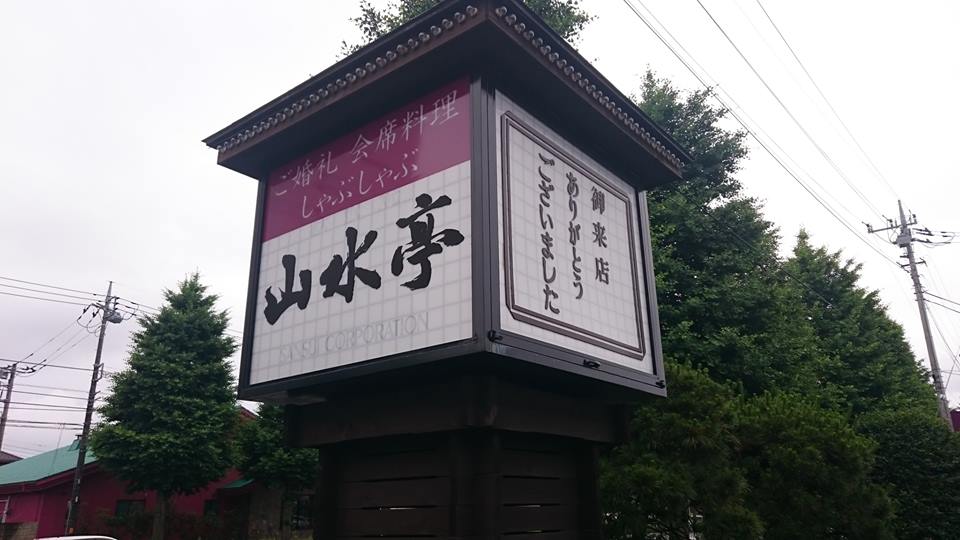 ご婚礼 会席料理
しゃぶしゃぶ
山水亭
SANSUI CORPORATION
御来店
ありがとう
ございました